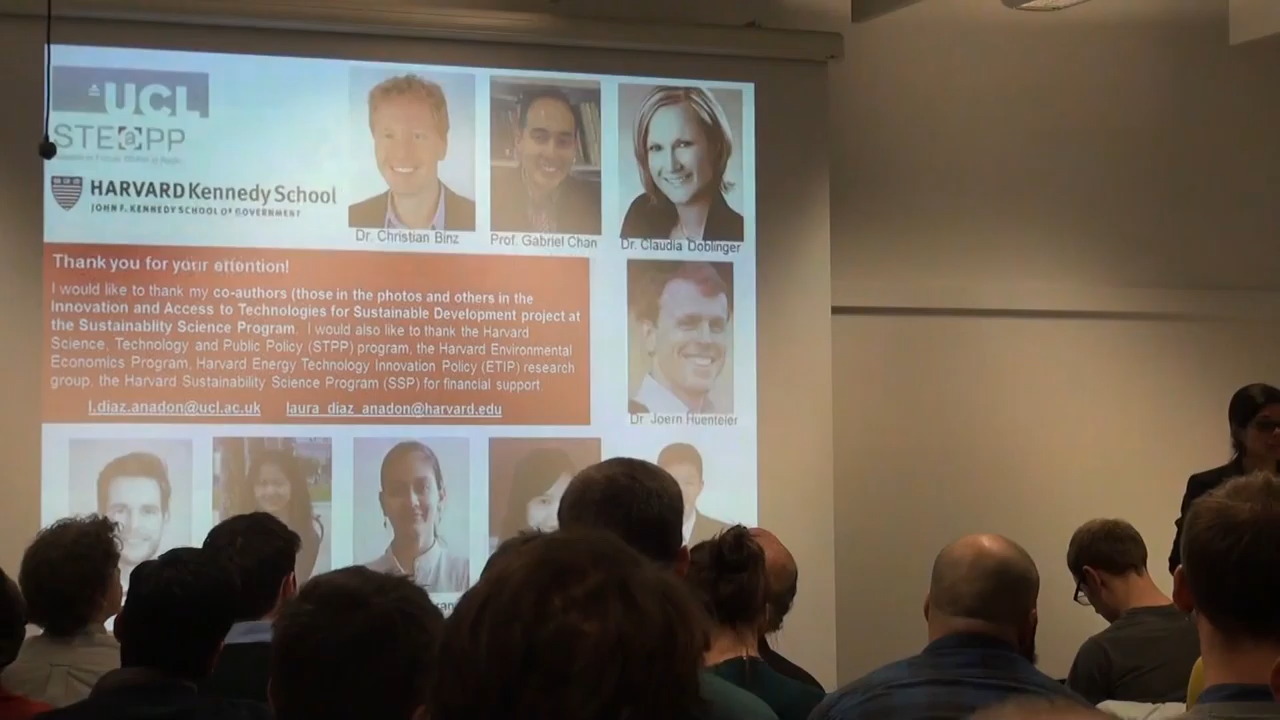 UCL
STEaPP
HARVARD Kennedy School
JOHN F. KENNEDY SCHOOL OF GOVERNMENT
Dr. Christian Binz
Prof. Gabriel Chan
Dr. Claudia Doblinger
Thank you for your attention!
I would like to thank my co-authors (those in the photos and others in the
Innovation and Access to Technologies for Sustainable Development project at
the Sustainablity Science Program. I would also like to thank the Harvard
Science, Technology and Public Policy (STPP) program, the Harvard Environmental
Economics Program, Harvard Energy Technology Innovation Policy (ETIP) research
group, the Harvard Sustainability Science Program (SSP) for financial support
l.diaz.anadon@ucl.ac.uk laura_diaz_anadon@harvard.edu
Dr. Joern Huenteler